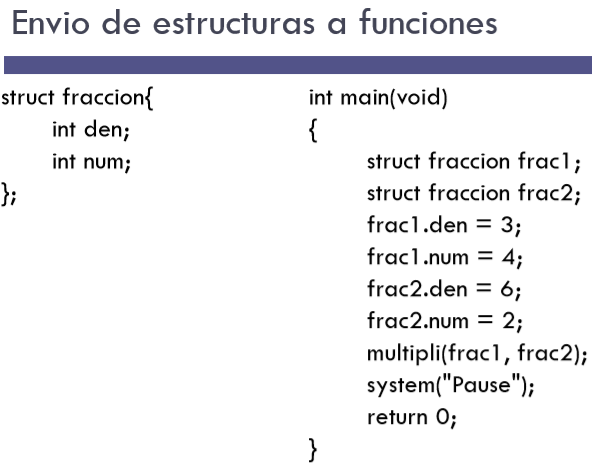 Envio de estructuras a funciones
struct fraccion{
int den;
int num;
};
int main(void)
{
struct fraccion frac1;
struct fraccion frac2;
frac1.den = 3;
frac1.num = 4;
frac2.den = 6;
frac2.num = 2;
multipli(frac1, frac2);
system("Pause");
return 0;
}